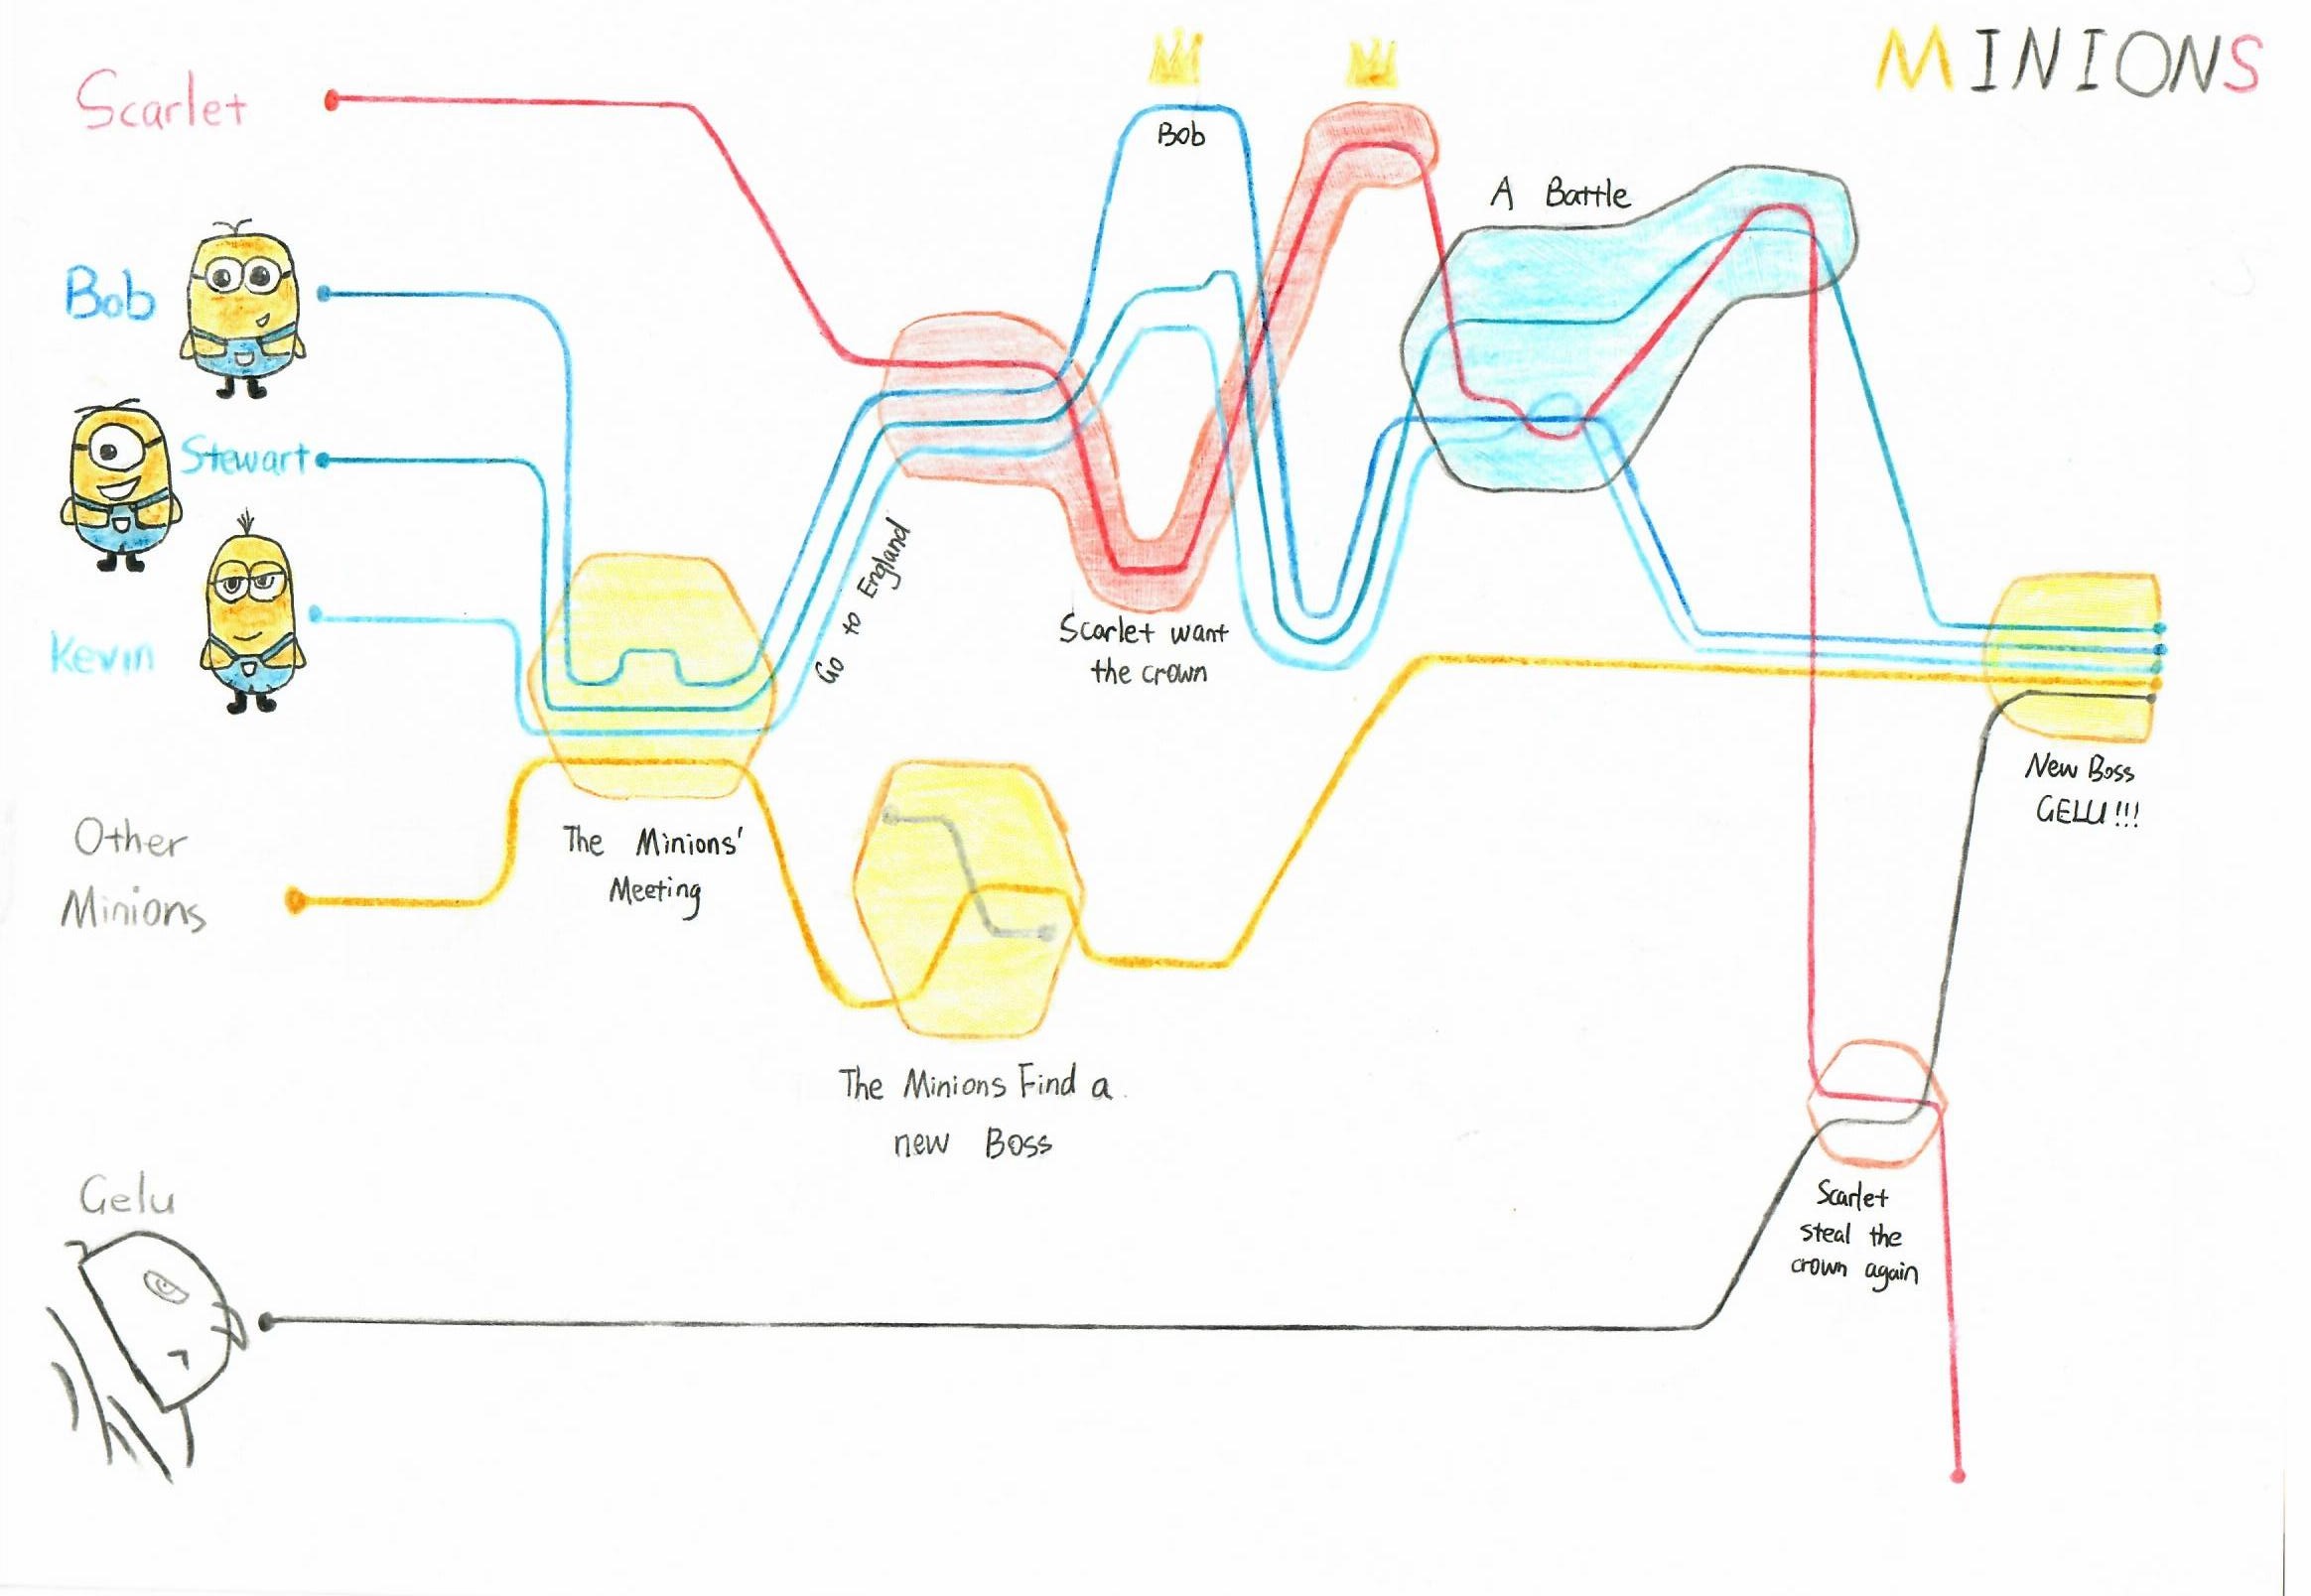 MINIONS
Scarlet
Bob
Stewart
Kevin
Other
Minions
Gelu
The Minions'
Meeting
Go to England
The Minions Find a
new Boss
Bob
Scarlet want
the crown
A Battle
Scarlet
steal the
crown again
New Boss
GELU!!!